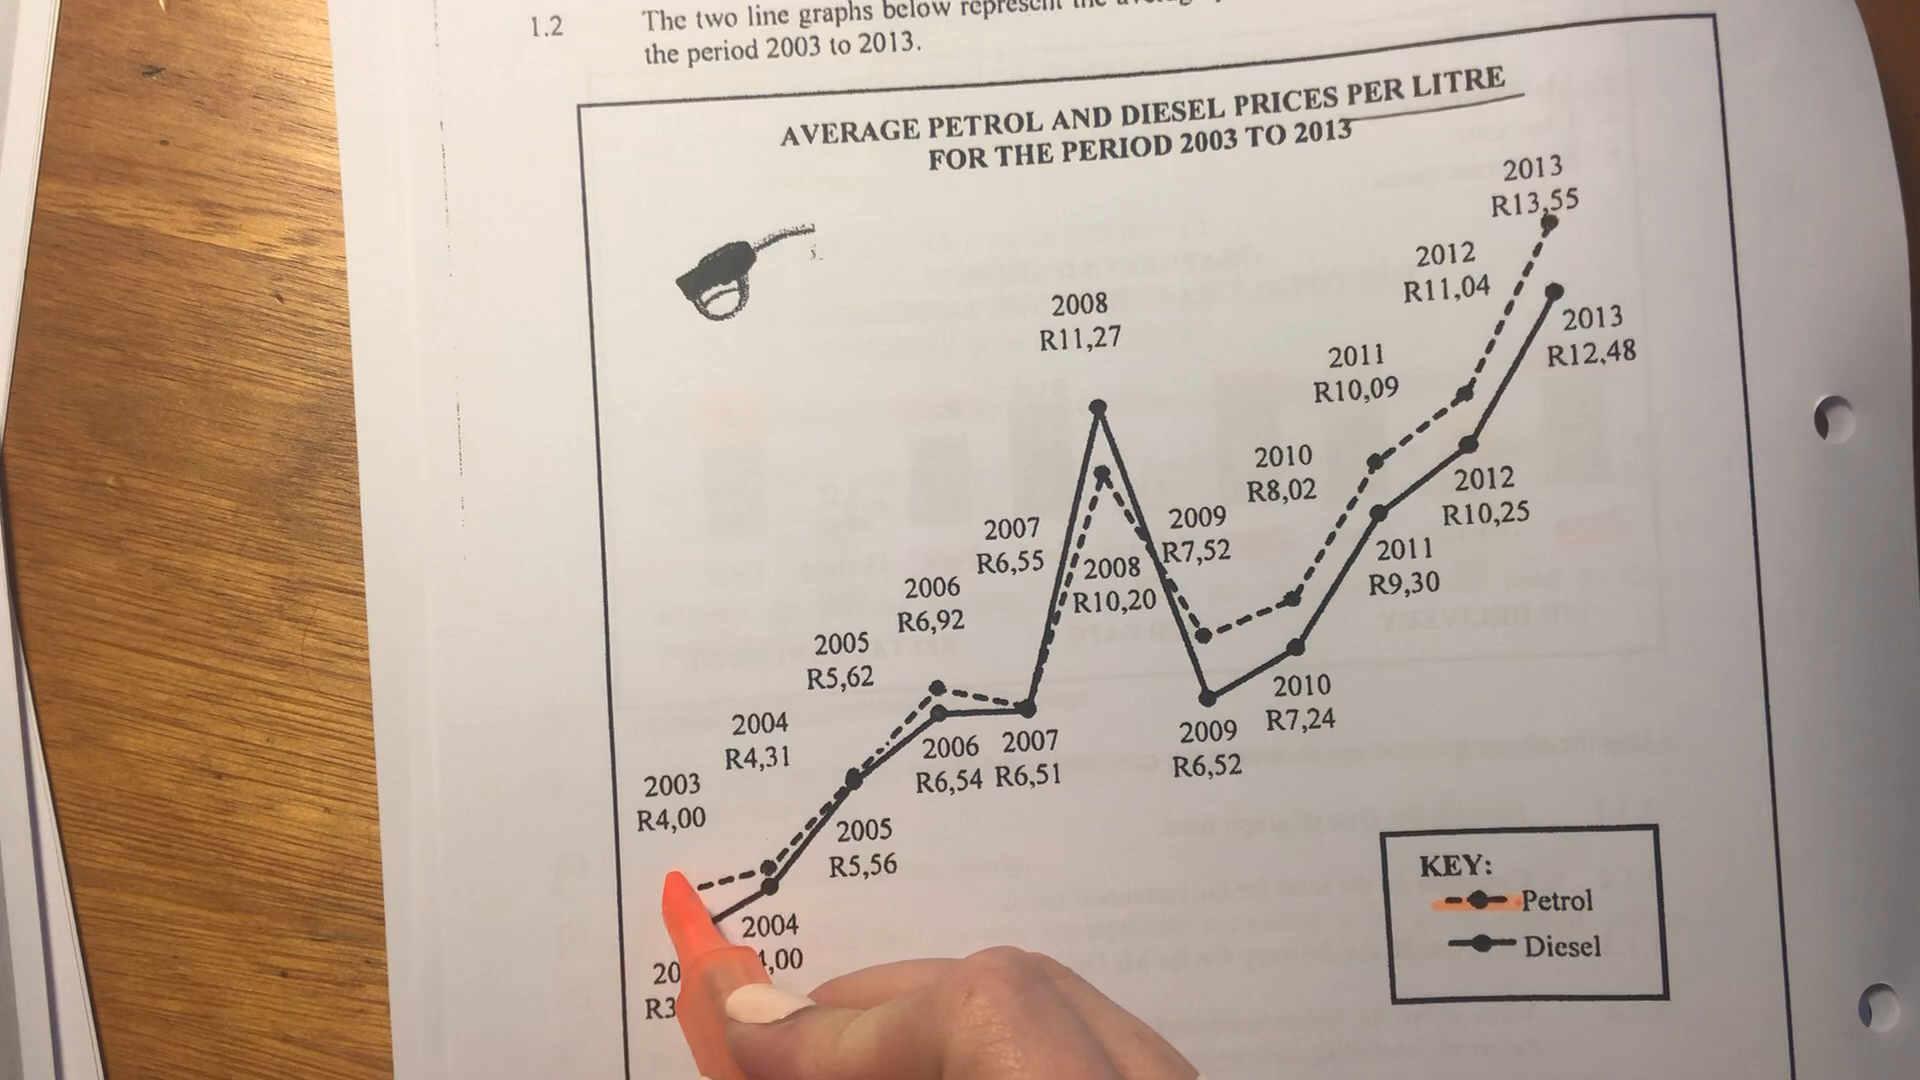 1.2
The two line graphs below represent the
the period 2003 to 2013.
AVERAGE PETROL AND DIESEL PRICES PER LITRE
FOR THE PERIOD 2003 TO 2013
2013
R13,55
2012
R11,04
2013
R12,48
2008
R11,27
2011
R10,09
2010
R8,02
2012
R10,25
2009
R7,52
2007
R6,55
2008
R10,20
2011
R9,30
2006
R6,92
2005
R5,62
2010
R7,24
2009
R6,52
2004
R4,31
2006
R6,54
2007
R6,51
2003
R4,00
2005
R5,56
2004
,00
20
R3
KEY:
Petrol
Diesel